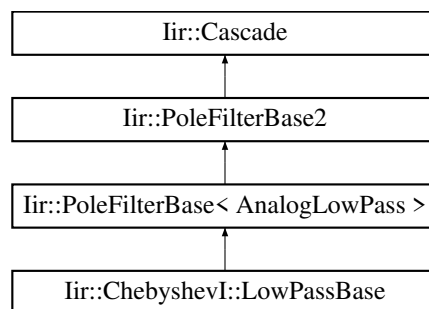 Iir::Cascade
Iir::PoleFilterBase2
Iir::PoleFilterBase< AnalogLowPass >
Iir::ChebyshevI::LowPassBase